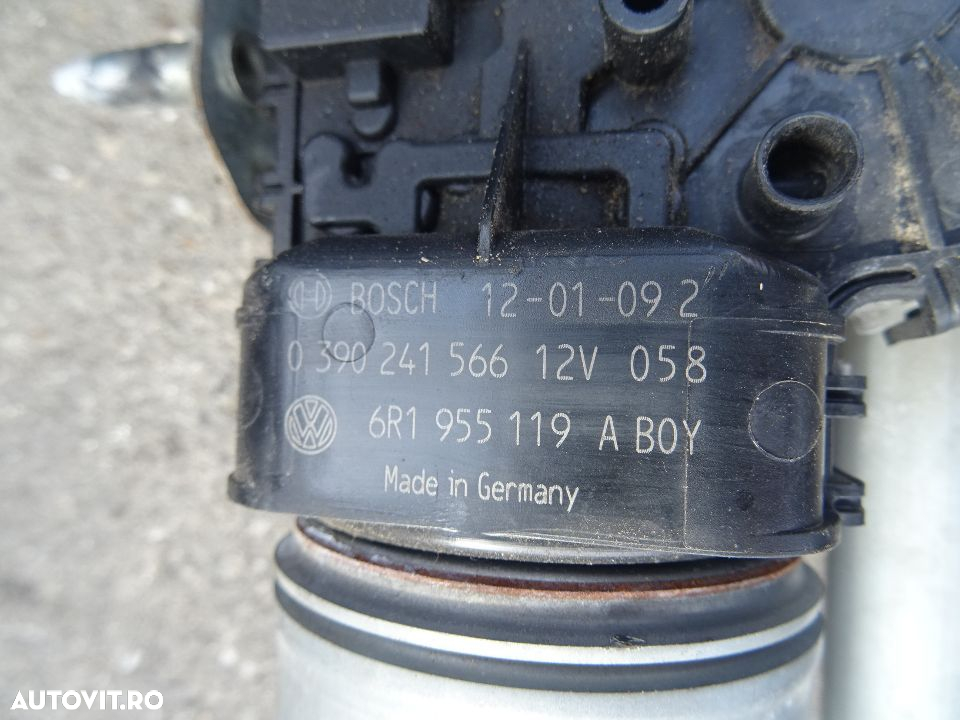 BOSCH 12-01-09 2
0 390 241 566 12V 058
6R1 955 119 A BOY
Made in Germany
AUTOVIT.RO